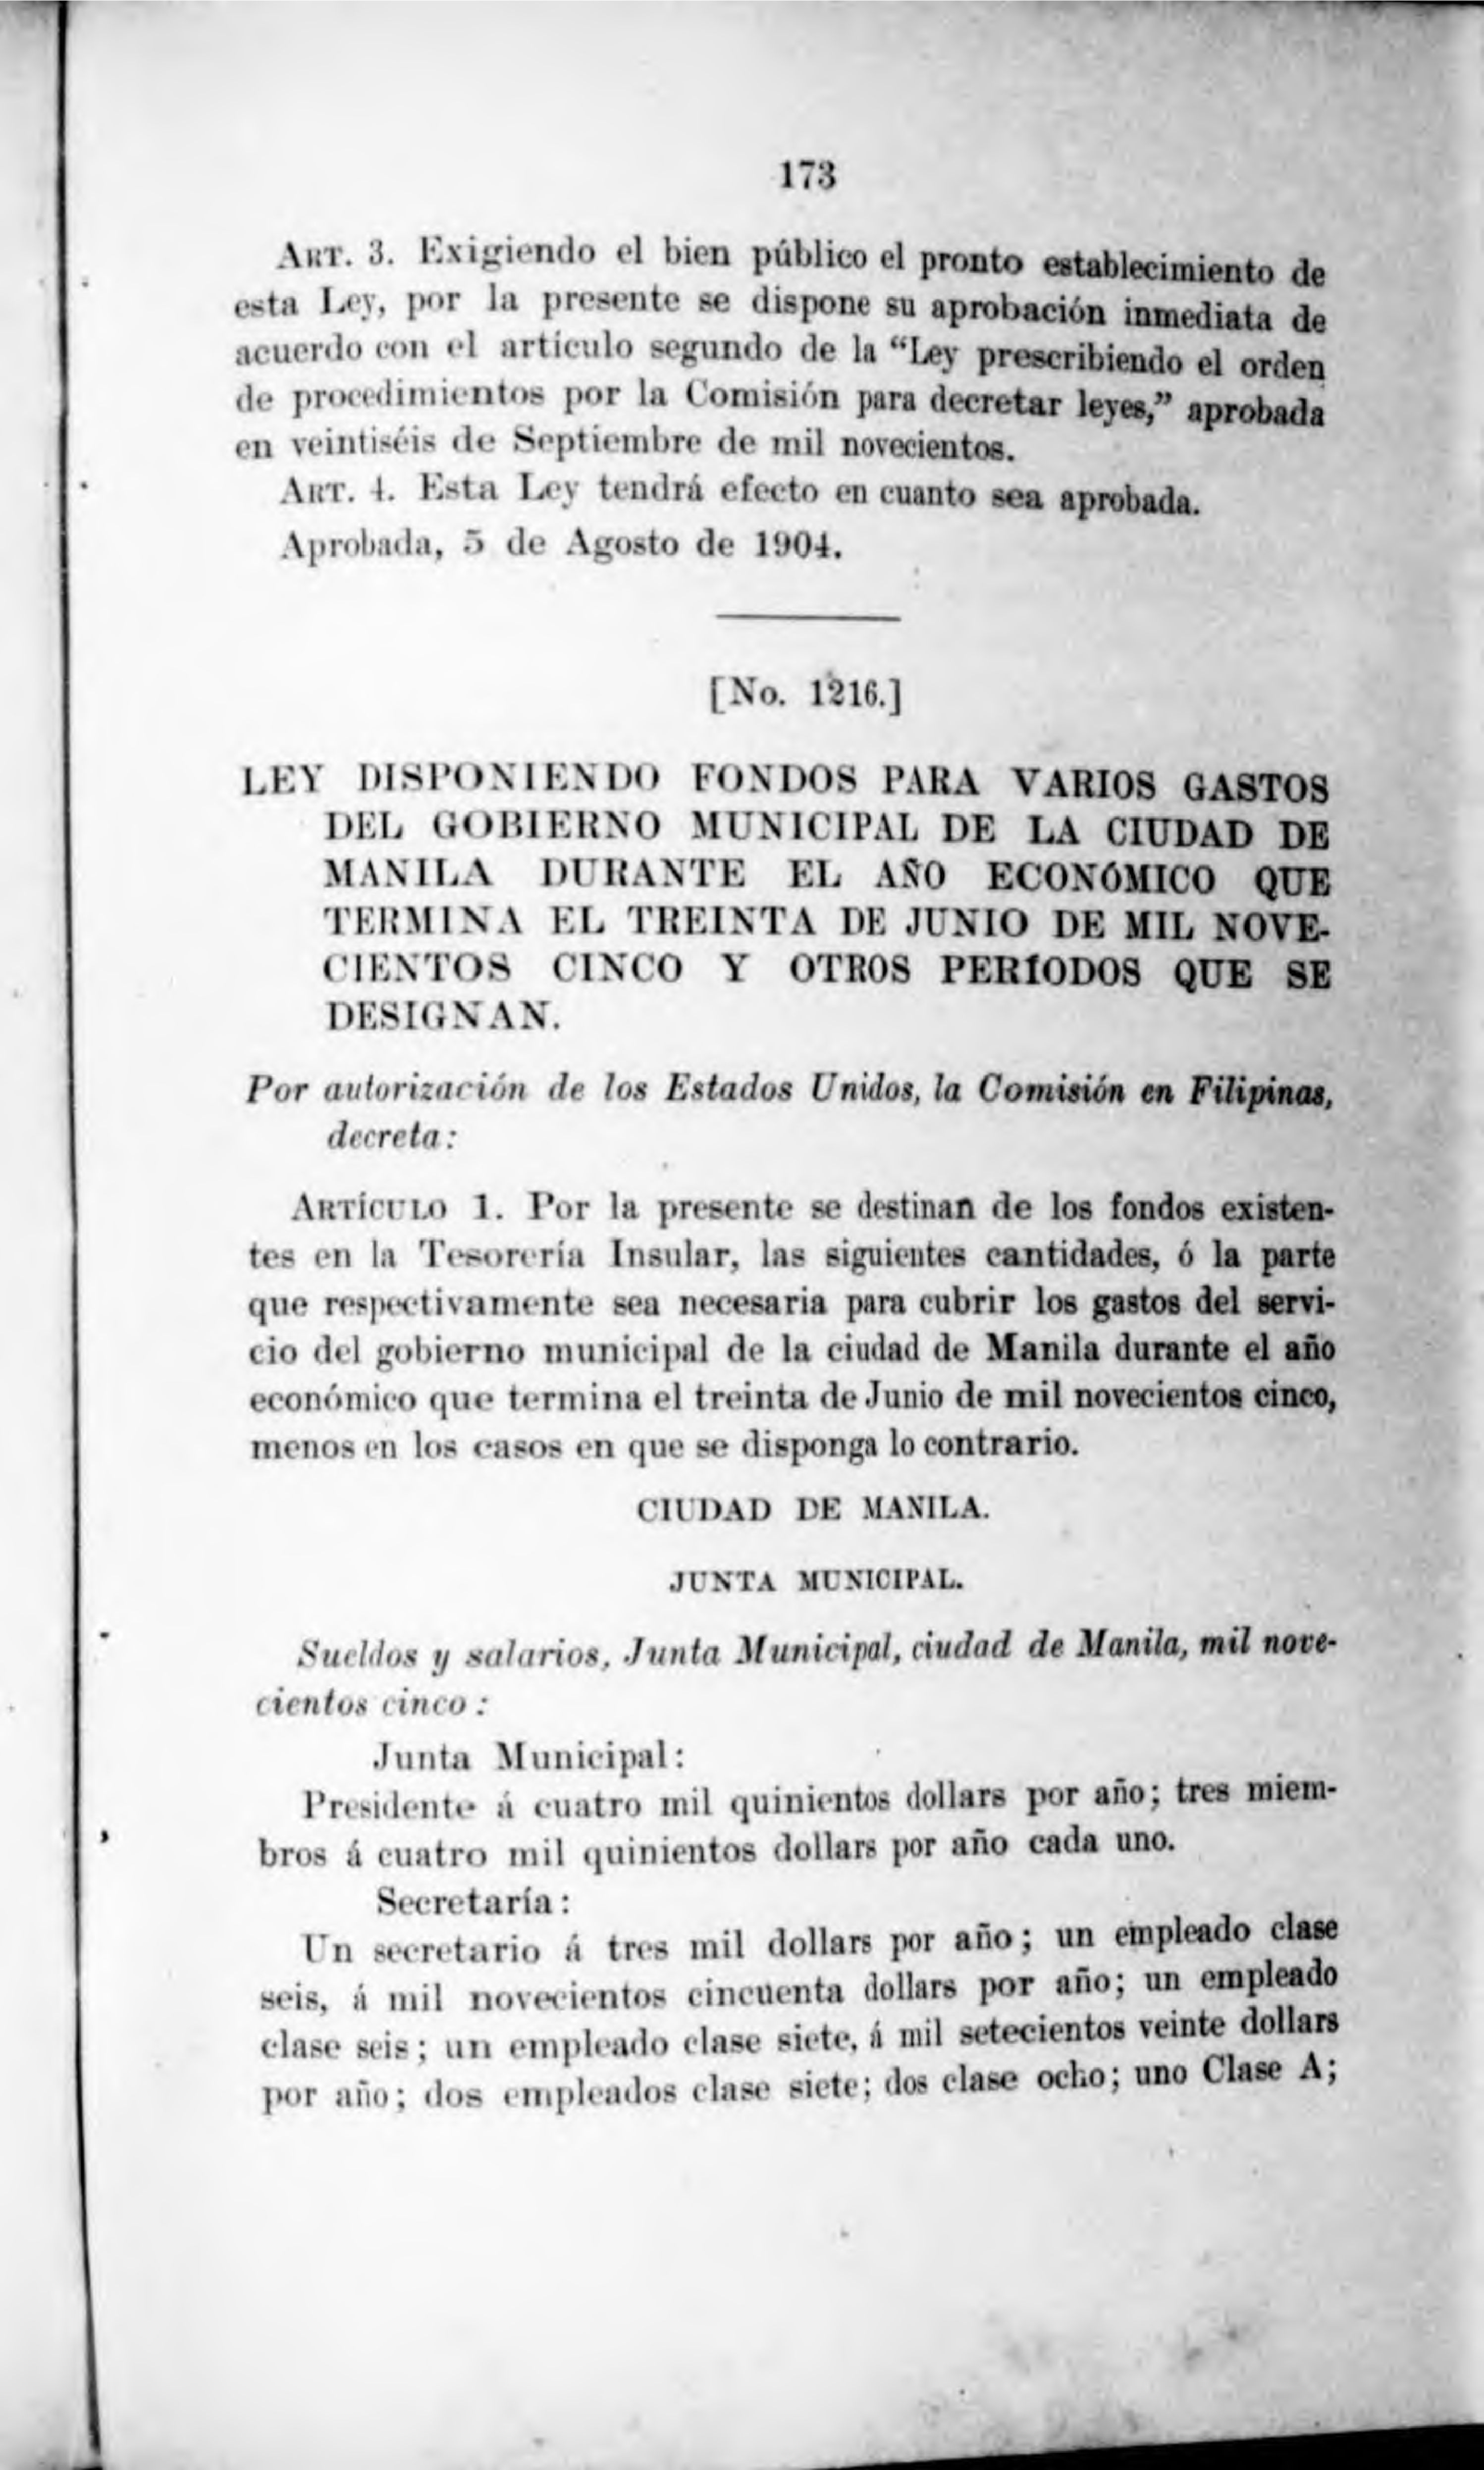 173
ART. 3. Exigiendo el bien público el pronto establecimiento de
esta Ley, por la presente se dispone su aprobación inmediata de
acuerdo con el artículo segundo de la “Ley prescribiendo el orden
de procedimientos por la Comisión para decretar leyes,” aprobada
en veintiséis de Septiembre de mil novecientos.
ART. 4. Esta Ley tendrá efecto en cuanto sea aprobada.
Aprobada, 5 de Agosto de 1904.
[No. 1216.]
LEY DISPONIENDO FONDOS PARA VARIOS GASTOS
DEL GOBIERNO MUNICIPAL DE LA CIUDAD DE
MANILA DURANTE EL AÑO ECONÓMICO QUE
TERMINA EL TREINTA DE JUNIO DE MIL NOVE-
CIENTOS CINCO Y OTROS PERÍODOS QUE SE
DESIGNAN.
Por autorización de los Estados Unidos, la Comisión en Filipinas,
decreta:
ARTÍCULO 1. Por la presente se destinan de los fondos existen-
tes en la Tesorería Insular, las siguientes cantidades, ó la parte
que respectivamente sea necesaria para cubrir los gastos del servi-
cio del gobierno municipal de la ciudad de Manila durante el año
económico que termina el treinta de Junio de mil novecientos cinco,
menos en los casos en que se disponga lo contrario.
CIUDAD DE MANILA.
JUNTA MUNICIPAL.
Sueldos y salarios, Junta Municipal, ciudad de Manila, mil nove-
cientos cinco:
Junta Municipal:
Presidente á cuatro mil quinientos dollars por año; tres miem-
bros á cuatro mil quinientos dollars por año cada uno.
Secretaría:
Un secretario á tres mil dollars por año; un empleado clase
seis, á mil novecientos cincuenta dollars por año; un empleado
clase seis; un empleado clase siete, á mil setecientos veinte dollars
por año; dos empleados clase siete; dos clase ocho; uno Clase A;